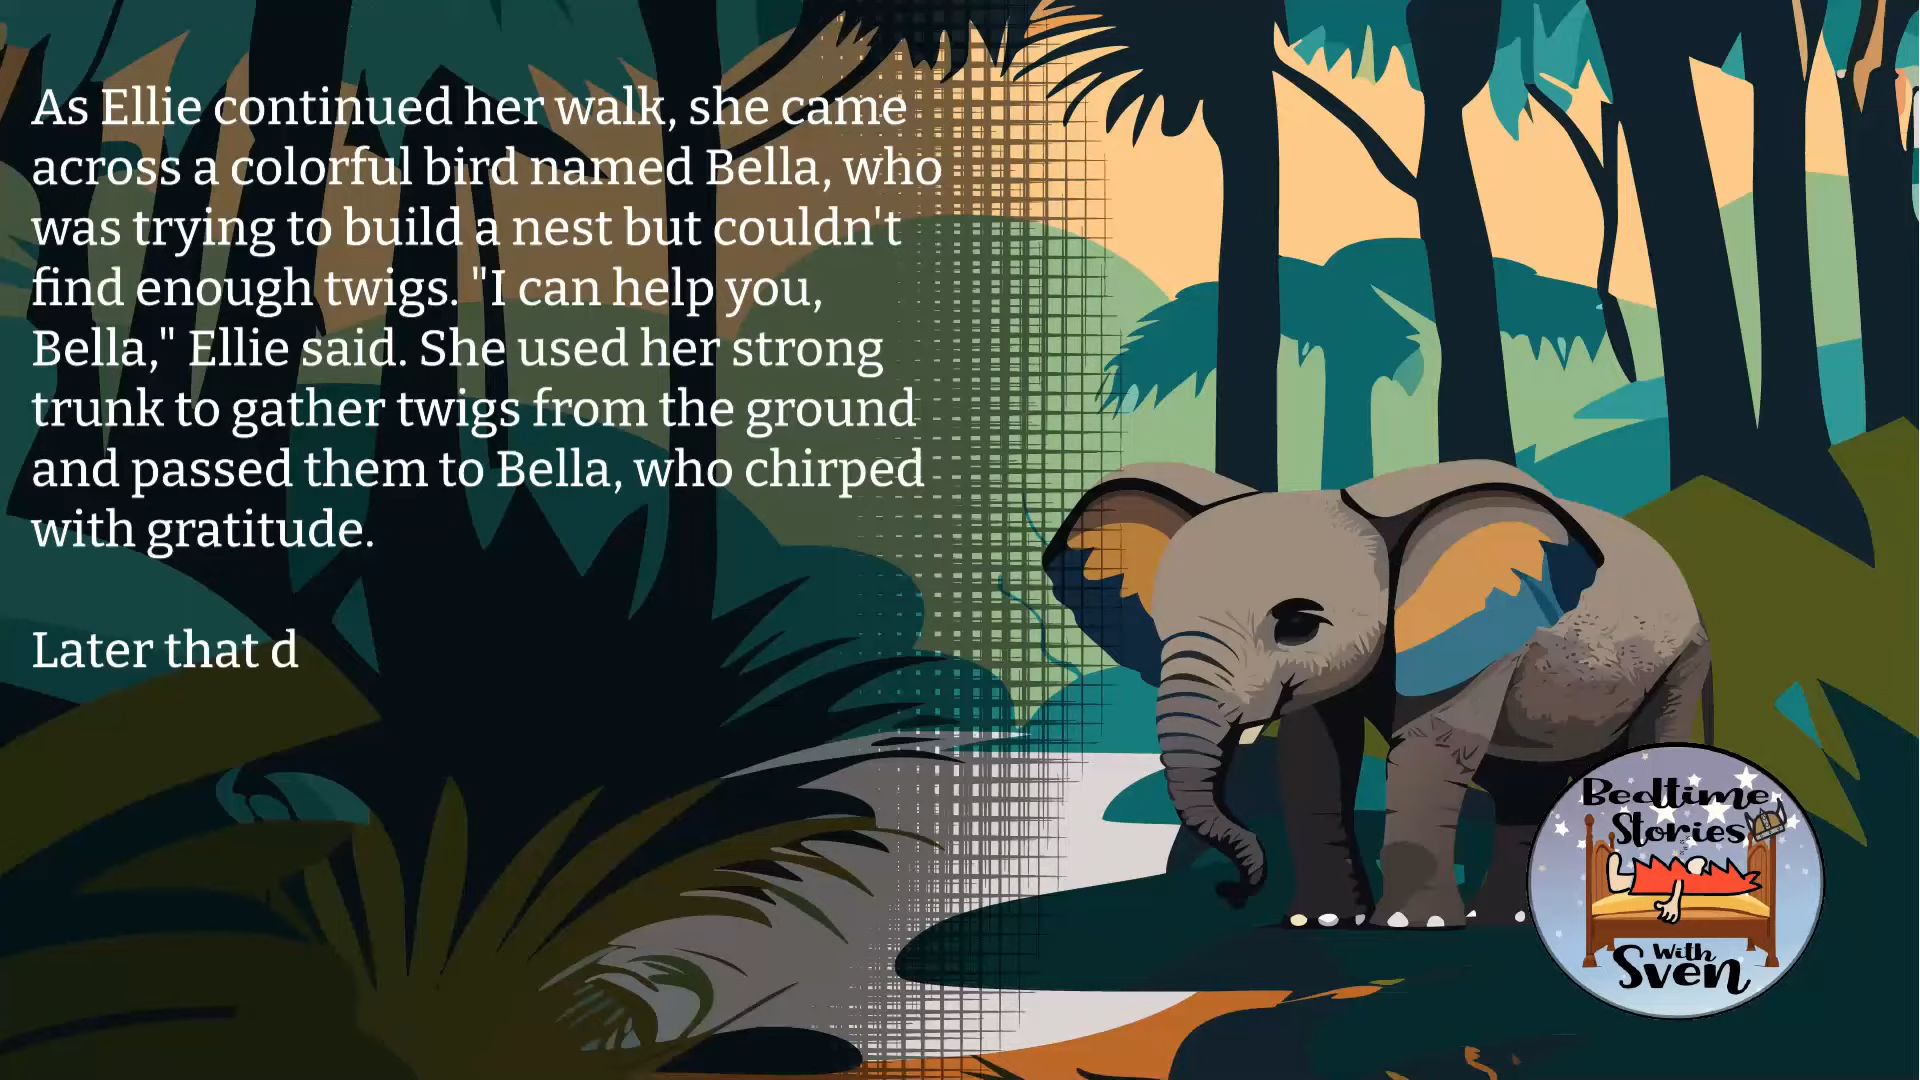 As Ellie continued her walk, she came
across a colorful bird named Bella, who
was trying to build a nest but couldn't
find enough twigs. "I can help you,
Bella," Ellie said. She used her strong
trunk to gather twigs from the ground
and passed them to Bella, who chirped
with gratitude.
Later that d
Bedtime
Stories
With
Sven